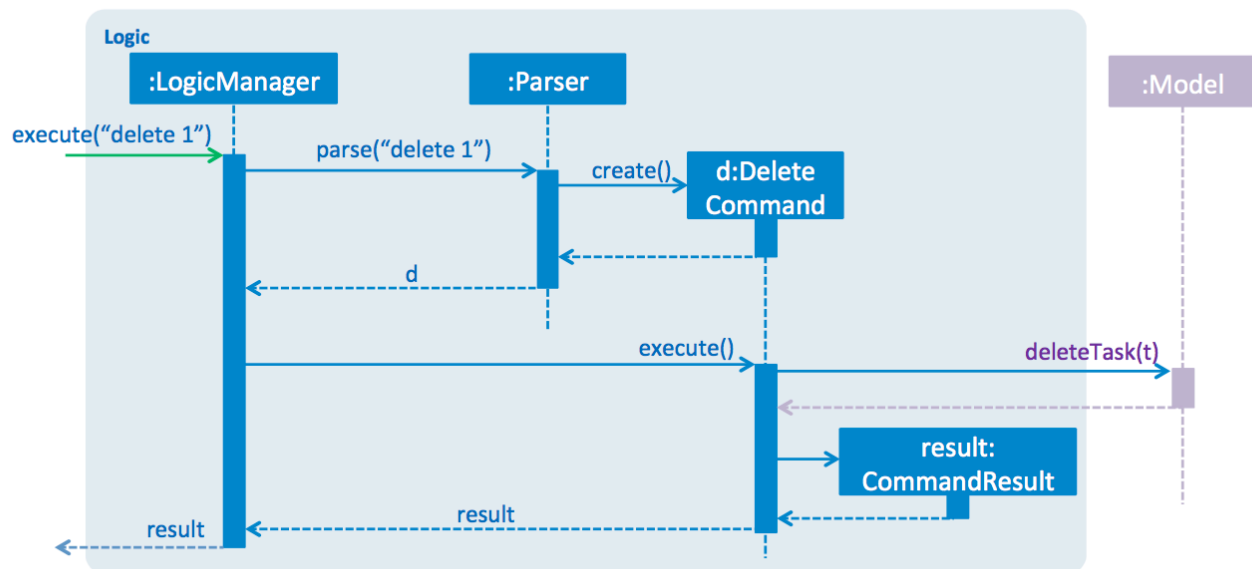 Logic
:LogicManager
:Parser
:Model
execute(“delete 1”)
parse(“delete 1”)
create()
d:Delete
Command
d
execute()
deleteTask(t)
result:
CommandResult
result
result